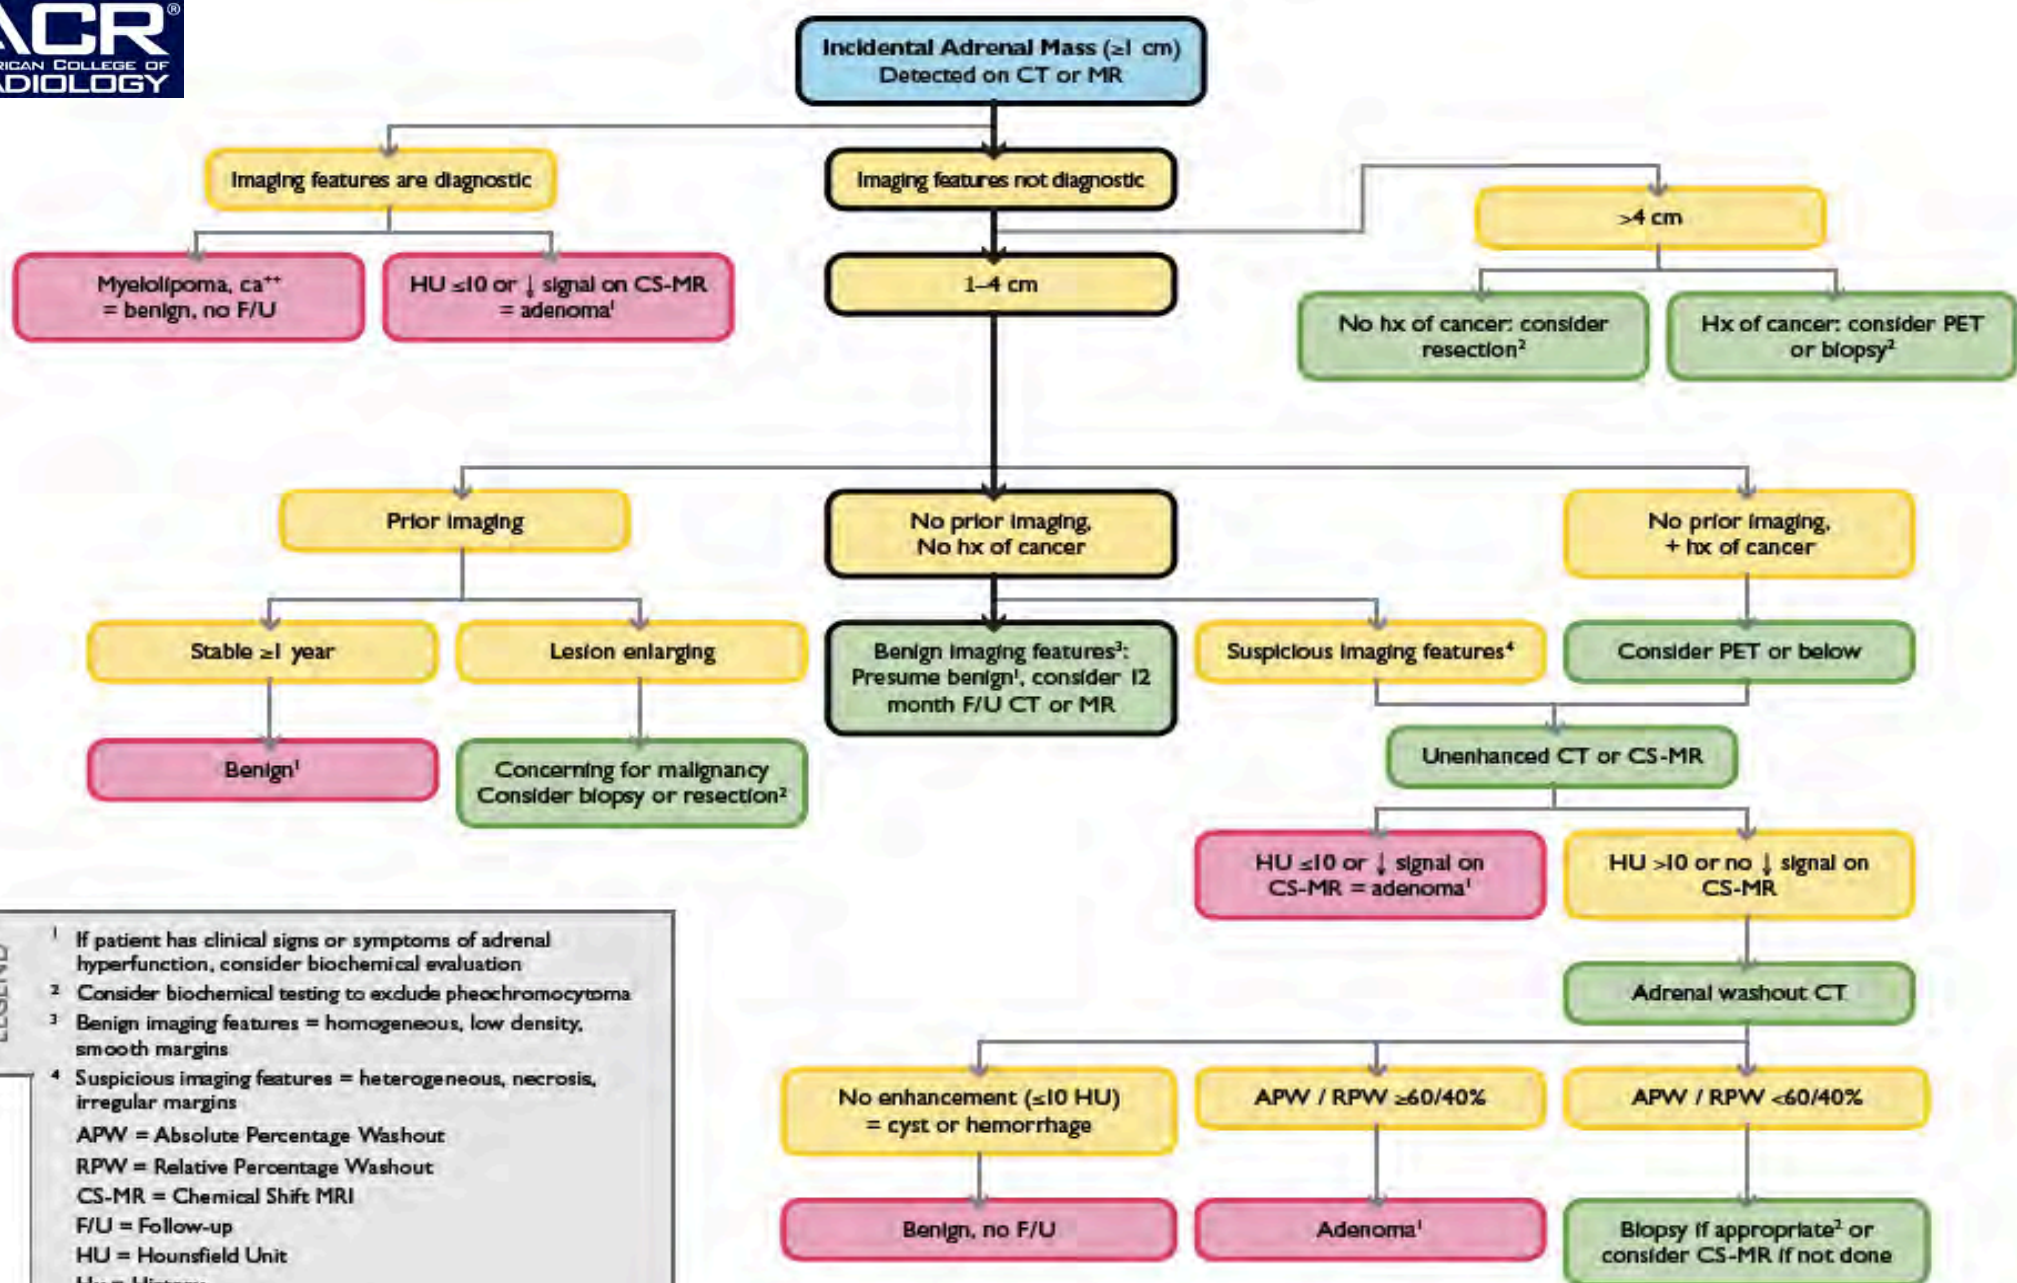 ACR®
RICAN COLLEGE OF
ADIOLOGY
Incidental Adrenal Mass (≥1 cm)
Detected on CT or MR
Imaging features are diagnostic
Imaging features not diagnostic
>4 cm
Myelolipoma, ca⁺⁺
= benign, no F/U
HU ≤10 or ↓ signal on CS-MR
= adenoma¹
1–4 cm
No hx of cancer: consider
resection²
Hx of cancer: consider PET
or biopsy²
Prior imaging
No prior imaging,
No hx of cancer
No prior imaging,
+ hx of cancer
Stable ≥1 year
Lesion enlarging
Benign imaging features³:
Presume benign¹, consider 12
month F/U CT or MR
Suspicious imaging features⁴
Consider PET or below
Benign¹
Concerning for malignancy
Consider biopsy or resection²
Unenhanced CT or CS-MR
HU ≤10 or ↓ signal on
CS-MR = adenoma¹
HU >10 or no ↓ signal on
CS-MR
Adrenal washout CT
No enhancement (≤10 HU)
= cyst or hemorrhage
APW / RPW ≥60/40%
APW / RPW <60/40%
Benign, no F/U
Adenoma¹
Biopsy if appropriate² or
consider CS-MR if not done
LEGEND
¹ If patient has clinical signs or symptoms of adrenal
hyperfunction, consider biochemical evaluation
² Consider biochemical testing to exclude pheochromocytoma
³ Benign imaging features = homogeneous, low density,
smooth margins
⁴ Suspicious imaging features = heterogeneous, necrosis,
irregular margins
APW = Absolute Percentage Washout
RPW = Relative Percentage Washout
CS-MR = Chemical Shift MRI
F/U = Follow-up
HU = Hounsfield Unit
Hx = History